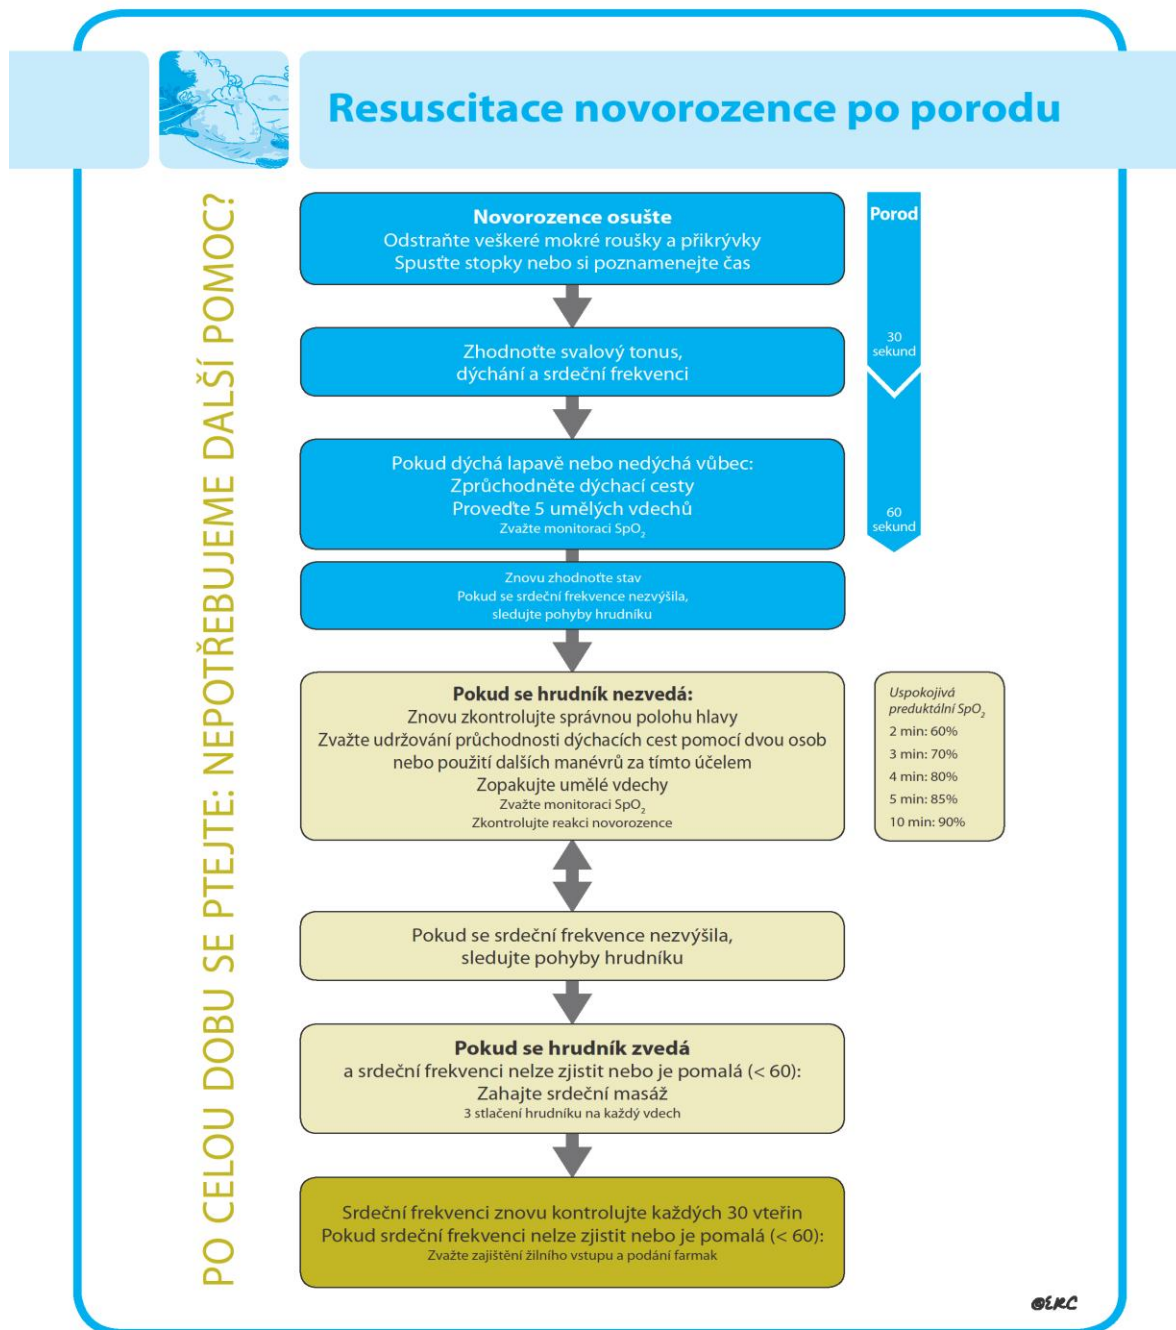 Resuscitace novorozence po porodu
PO CELOU DOBU SE PTEJTE: NEPOTŘEBUJEME DALŠÍ POMOC?
Novorozence osušte
Odstraňte veškeré mokré roušky a přikrývky
Spusťte stopky nebo si poznamenejte čas
Porod
30
sekund
Zhodnoťte svalový tonus,
dýchání a srdeční frekvenci
Pokud dýchá lapavě nebo nedýchá vůbec:
Zprůchodněte dýchací cesty
Proveďte 5 umělých vdechů
Zvažte monitoraci SpO₂
60
sekund
Znovu zhodnoťte stav
Pokud se srdeční frekvence nezvýšila,
sledujte pohyby hrudníku
Pokud se hrudník nezvedá:
Znovu zkontrolujte správnou polohu hlavy
Zvažte udržování průchodnosti dýchacích cest pomocí dvou osob
nebo použití dalších manévrů za tímto účelem
Zopakujte umělé vdechy
Zvažte monitoraci SpO₂
Zkontrolujte reakci novorozence
Uspokojivá
preduktální SpO₂
2 min: 60%
3 min: 70%
4 min: 80%
5 min: 85%
10 min: 90%
Pokud se srdeční frekvence nezvýšila,
sledujte pohyby hrudníku
Pokud se hrudník zvedá
a srdeční frekvenci nelze zjistit nebo je pomalá (< 60):
Zahajte srdeční masáž
3 stlačení hrudníku na každý vdech
Srdeční frekvenci znovu kontrolujte každých 30 vteřin
Pokud srdeční frekvenci nelze zjistit nebo je pomalá (< 60):
Zvažte zajištění žilního vstupu a podání farmak
@ERC